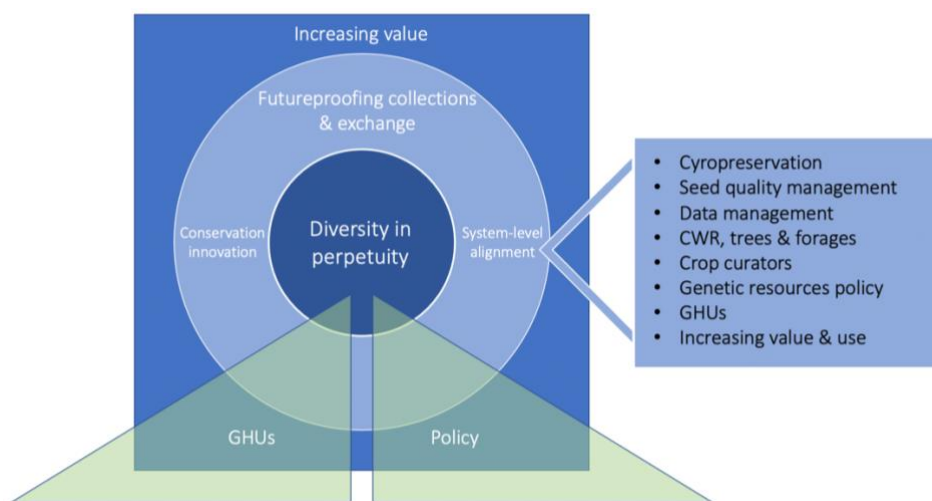 Increasing value
Futureproofing collections
& exchange
Conservation
innovation
Diversity in
perpetuity
System-level
alignment
GHUs
Policy
• Cyropreservation
• Seed quality management
• Data management
• CWR, trees & forages
• Crop curators
• Genetic resources policy
• GHUs
• Increasing value & use